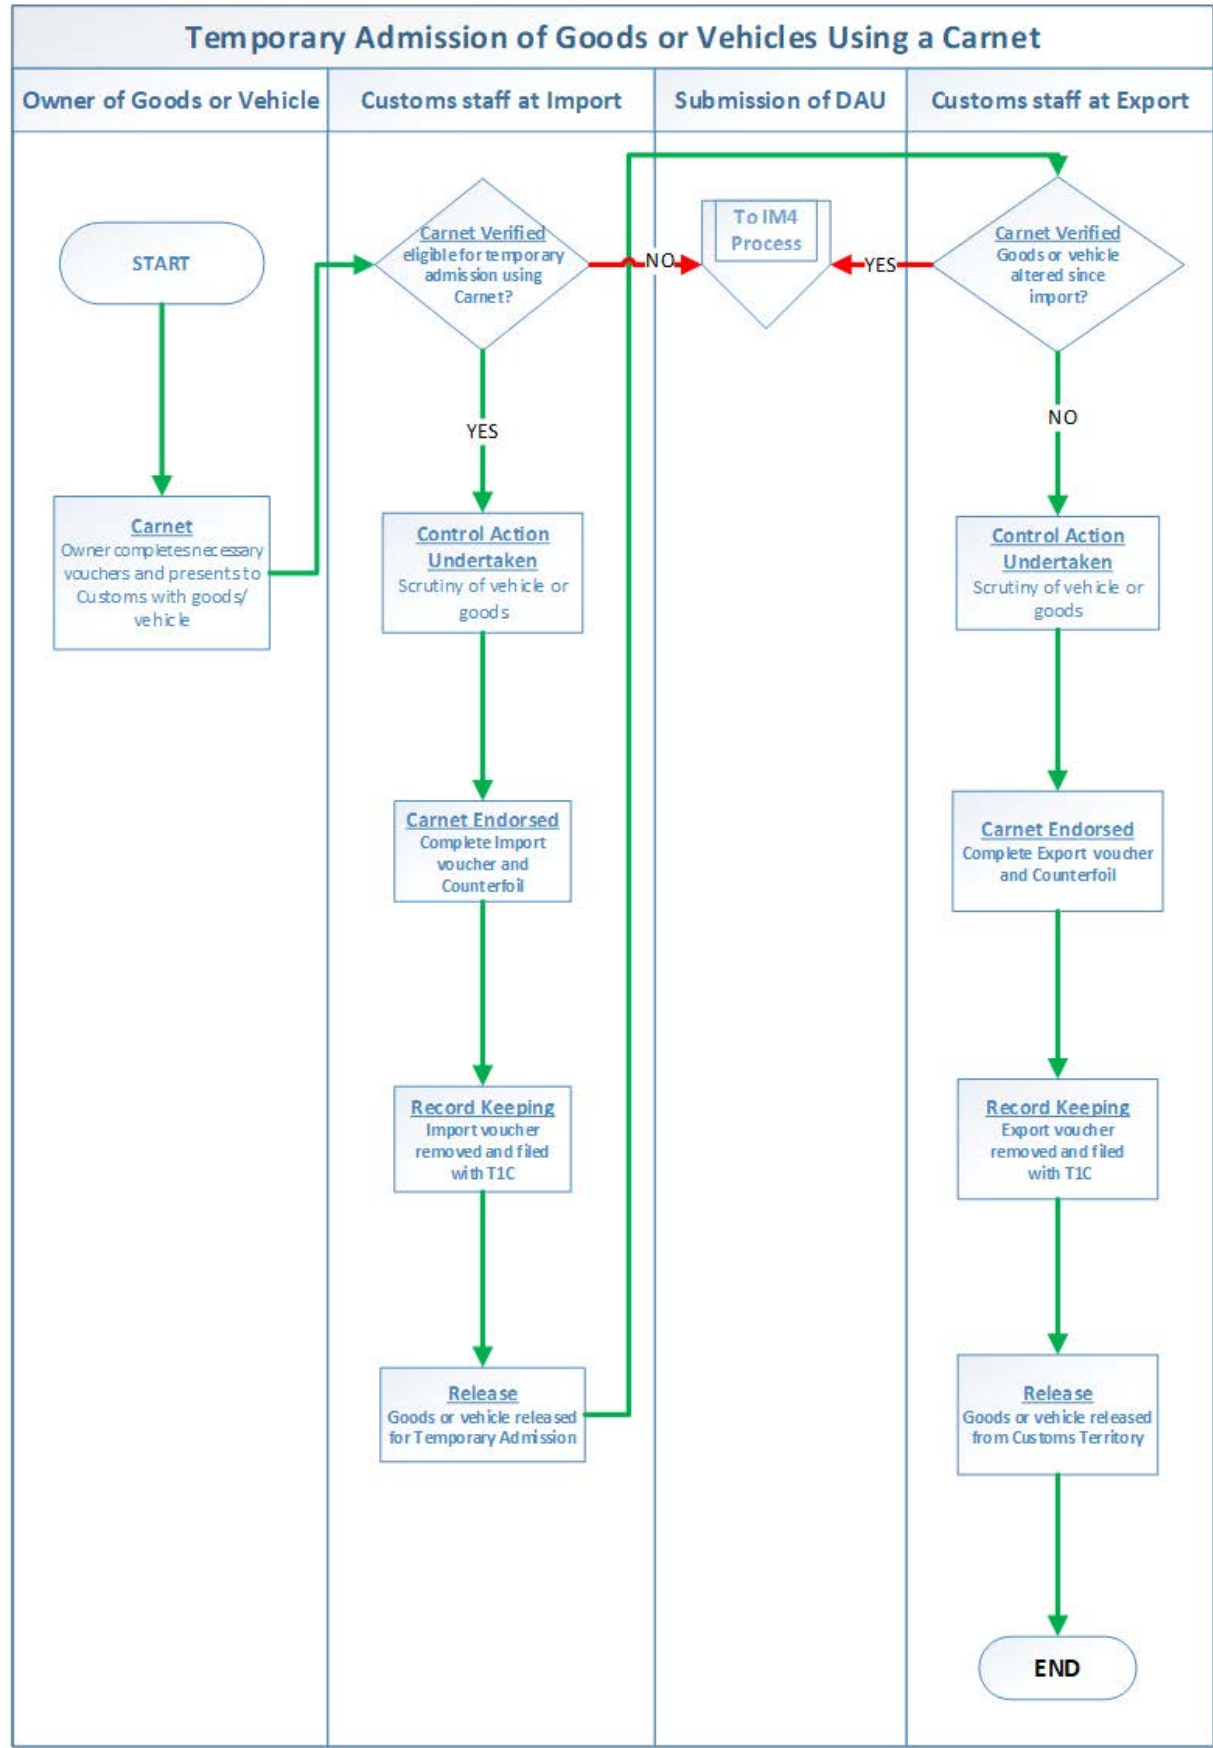 Temporary Admission of Goods or Vehicles Using a Carnet
Owner of Goods or Vehicle
Customs staff at Import
Submission of DAU
Customs staff at Export
START
Carnet
Owner completes necessary
vouchers and presents to
Customs with goods/
vehicle
Carnet Verified
eligible for temporary
admission using
Carnet?
NO
YES
Control Action
Undertaken
Scrutiny of vehicle or
goods
Carnet Endorsed
Complete Import
voucher and
Counterfoil
Record Keeping
Import voucher
removed and filed
with T1C
Release
Goods or vehicle released
for Temporary Admission
To IM4
Process
Carnet Verified
Goods or vehicle
altered since
import?
YES
NO
Control Action
Undertaken
Scrutiny of vehicle or
goods
Carnet Endorsed
Complete Export voucher
and Counterfoil
Record Keeping
Export voucher
removed and filed
with T1C
Release
Goods or vehicle released
from Customs Territory
END